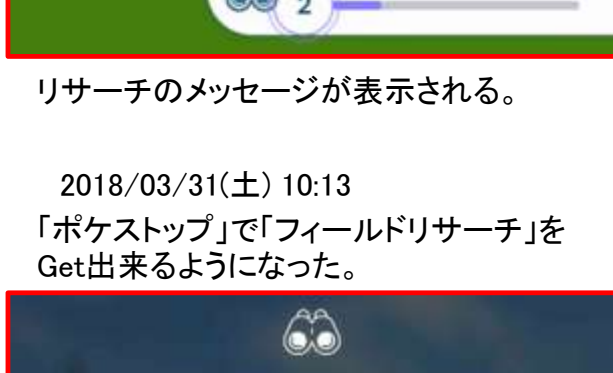 2
リサーチのメッセージが表示される。
2018/03/31(土) 10:13
「ポケストップ」で「フィールドリサーチ」を
Get出来るようになった。